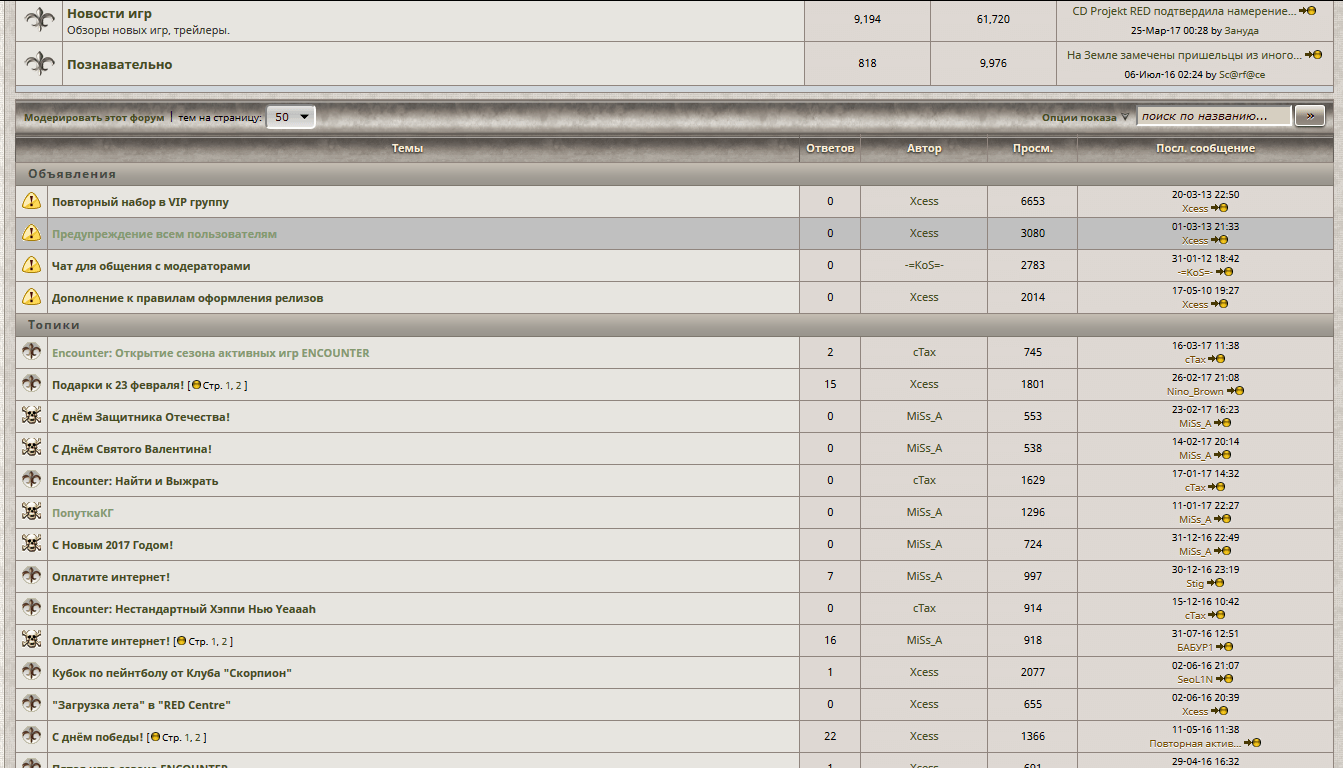 Новости игр 9,194 61,720 CD Projekt RED подтвердила намерение...
Обзоры новых игр, трейлеры. 25-Мар-17 00:28 by Зануда
Познавательно 818 9,976 На Земле замечены пришельцы из иного...
06-Июл-16 02:24 by Sc@rf@ce
Модерировать этот форум | тем на страницу: 50 Опции показа поиск по названию... »
Темы Ответов Автор Просм. Посл. сообщение
Объявления
Повторный набор в VIP группу 0 Xcess 6653 20-03-13 22:50
Xcess
Предупреждение всем пользователям 0 Xcess 3080 01-03-13 21:33
Xcess
Чат для общения с модераторами 0 -=KoS=- 2783 31-01-12 18:42
-=KoS=-
Дополнение к правилам оформления релизов 0 Xcess 2014 17-05-10 19:27
Xcess
Топики
Encounter: Открытие сезона активных игр ENCOUNTER 2 cTax 745 16-03-17 11:38
cTax
Подарки к 23 февраля! [ Стр. 1, 2 ] 15 Xcess 1801 26-02-17 21:08
Nino_Brown
С днём Защитника Отечества! 0 MiSs_A 553 23-02-17 16:23
MiSs_A
С Днём Святого Валентина! 0 MiSs_A 538 14-02-17 20:14
MiSs_A
Encounter: Найти и Выжрать 0 cTax 1629 17-01-17 14:32
cTax
ПопуткаКГ 0 MiSs_A 1296 11-01-17 22:27
MiSs_A
С Новым 2017 Годом! 0 MiSs_A 724 31-12-16 22:49
MiSs_A
Оплатите интернет! 7 MiSs_A 997 30-12-16 23:19
Stig
Encounter: Нестандартный Хэппи Нью Yeaaah 0 cTax 914 15-12-16 10:42
cTax
Оплатите интернет! [ Стр. 1, 2 ] 16 MiSs_A 918 31-07-16 12:51
БАБУР1
Кубок по пейнтболу от Клуба "Скорпион" 1 Xcess 2077 02-06-16 21:07
SeoL1N
"Загрузка лета" в "RED Centre" 0 Xcess 655 02-06-16 20:39
Xcess
С днём победы! [ Стр. 1, 2 ] 22 Xcess 1366 11-05-16 11:38
Повторная актив...
Пятая игра сезона ENCOUNTER 1 Xcess 691 29-04-16 16:32